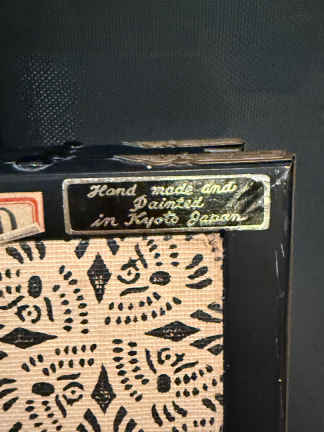 Hand made and
Painted
in Kyoto Japan